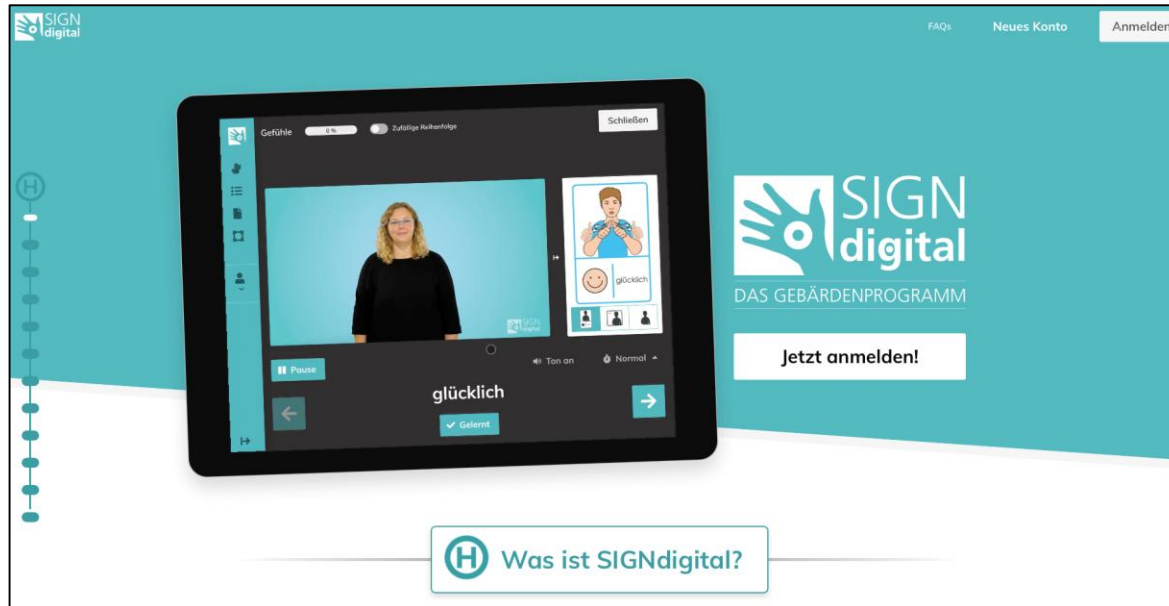 SIGN
digital
FAQs
Neues Konto
Anmelden
Gefühle
0 %
Zufällige Reihenfolge
Schließen
glücklich
SIGN
digital
Pause
Ton an
Normal
glücklich
Gelernt
SIGN
digital
DAS GEBÄRDENPROGRAMM
Jetzt anmelden!
H
H Was ist SIGNdigital?